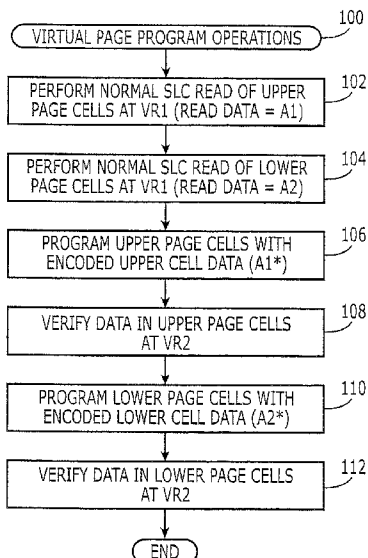 100
VIRTUAL PAGE PROGRAM OPERATIONS
102
PERFORM NORMAL SLC READ OF UPPER
PAGE CELLS AT VR1 (READ DATA = A1)
104
PERFORM NORMAL SLC READ OF LOWER
PAGE CELLS AT VR1 (READ DATA = A2)
106
PROGRAM UPPER PAGE CELLS WITH
ENCODED UPPER CELL DATA (A1*)
108
VERIFY DATA IN UPPER PAGE CELLS
AT VR2
110
PROGRAM LOWER PAGE CELLS WITH
ENCODED LOWER CELL DATA (A2*)
112
VERIFY DATA IN LOWER PAGE CELLS
AT VR2
END